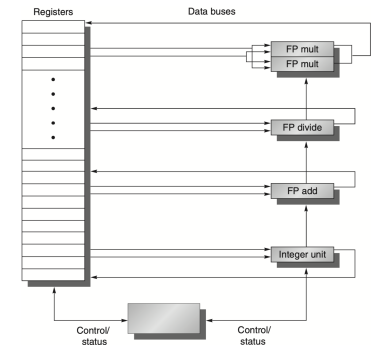 Registers
Data buses
FP mult
FP mult
FP divide
FP add
Integer unit
Control/
status
Control/
status